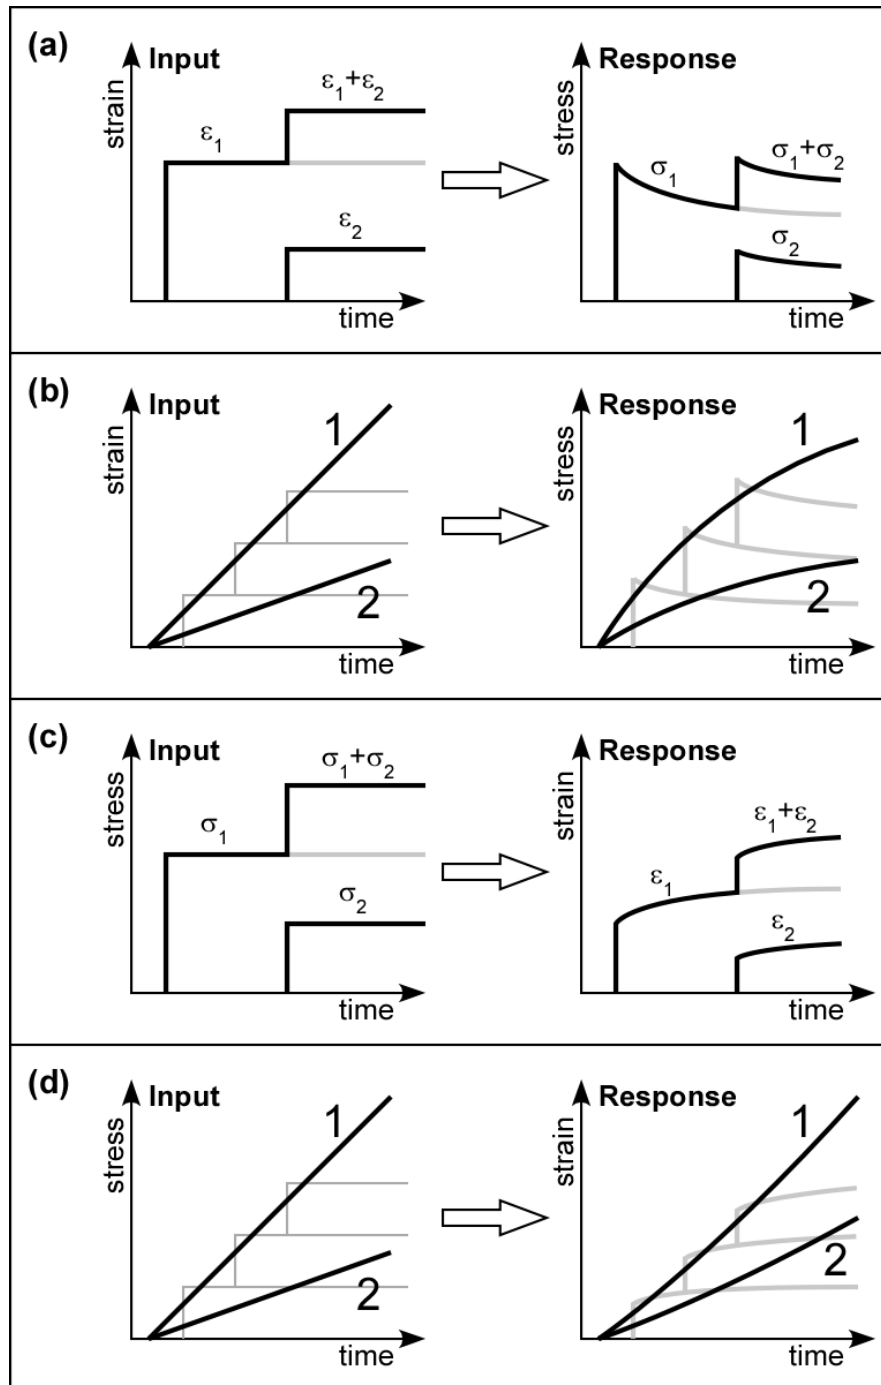 (a) Input Response
strain ε1 ε1+ε2 ε2 time
stress σ1 σ1+σ2 σ2 time
(b) Input Response
strain 1 2 time
stress 1 2 time
(c) Input Response
stress σ1 σ1+σ2 σ2 time
strain ε1 ε1+ε2 ε2 time
(d) Input Response
stress 1 2 time
strain 1 2 time